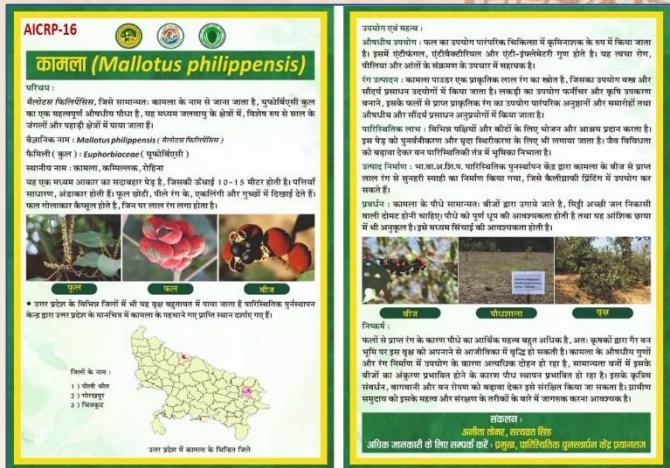 AICRP-16
कामला (Mallotus philippensis)
परिचय :
मैलोटस फिलिपेंसिस, जिसे सामान्यतः कामला के नाम से जाना जाता है, यूफोर्बिएसी कुल
का एक महत्वपूर्ण औषधीय पौधा है, यह मध्यम जलवायु के क्षेत्रों में, विशेष रूप से साल के
जंगलों और पहाड़ी क्षेत्रों में पाया जाता हैं।
वैज्ञानिक नाम : Mallotus philippensis ( मैलोटस फिलिपेंसिस )
फैमिली ( कुल ) : Euphorbiaceae ( यूफोर्बिएसी )
स्थानीय नाम : कामला, कम्पिल्लक, रोहिना
यह एक मध्यम आकार का सदाबहार पेड़ है, जिसकी ऊँचाई 10-15 मीटर होती है। पत्तियाँ
साधारण, अंडाकार होती हैं। फूल छोटी, पीले रंग के, एकलिंगी और गुच्छों में दिखाई देते हैं।
फल गोलाकार कैप्सूल होते है, जिन पर लाल रंग लगा होता है।
फूल
फल
बीज
• उत्तर प्रदेश के विभिन्न जिलों में भी यह वृक्ष बहुतायत में पाया जाता हैं पारिस्थितिक पुर्नस्थापन
केन्द्र द्वारा उत्तर प्रदेश के मानचित्र में कामला के पहचाने गए प्राप्ति स्थान दर्शाए गए हैं।
जिलों के नाम :
1 ) पीली भीत
2 ) गोरखपुर
3 ) चित्रकूट
उत्तर प्रदेश में कामला के चिन्हित जिले
उपयोग एवं महत्व :
औषधीय उपयोग : फल का उपयोग पारंपरिक चिकित्सा में कृमिनाशक के रूप में किया जाता
है। इसमें एंटीफंगल, एंटीबैक्टीरियल और एंटी-इंफ्लेमेटरी गुण होते है। यह त्वचा रोग,
पीलिया और आंतों के संक्रमण के उपचार में सहायक है।
रंग उत्पादन : कामला पाउडर एक प्राकृतिक लाल रंग का स्रोत है, जिसका उपयोग वस्त्र और
सौंदर्य प्रसाधन उदयोगों में किया जाता है। लकड़ी का उपयोग फर्नीचर और कृषि उपकरण
बनाने, इसके फलों से प्राप्त प्राकृतिक रंग का उपयोग पारंपरिक अनुष्ठानों और समारोहों तथा
औषधीय और सौंदर्य प्रसाधन अनुप्रयोगों में किया जाता है।
पारिस्थितिक लाभ : विभिन्न पक्षियों और कीटों के लिए भोजन और आश्रय प्रदान करता है।
इस पेड़ को पुनर्वनीकरण और मृदा स्थिरीकरण के लिए भी लगाया जाता है। जैव विविधता
को बढ़ावा देकर वन पारिस्थितिकी तंत्र में भूमिका निभाता है।
उत्पाद निर्माण : भा.वा.अ.शि.प. पारिस्थितिक पुनर्स्थापन केंद्र द्वारा कामला के बीज से प्राप्त
लाल रंग से सुनहरी स्याही का निर्माण किया गया, जिसे कैलीग्राफी प्रिंटिंग में उपयोग कर
सकते हैं।
प्रवर्धन : कामला के पौधे सामान्यतः बीजों द्वारा उगाये जाते है, मिट्टी अच्छी जल निकासी
वाली दोमट होनी चाहिए। पौधे को पूर्ण धूप की आवश्यकता होती है तथा यह आंशिक छाया
में भी अनुकूल है। इसे मध्यम सिंचाई की आवश्यकता होती है।
बीज
पौधशाला
वृक्ष
निष्कर्ष :
फलों से प्राप्त रंग के कारण पौधे का आर्थिक महत्व बहुत अधिक है, अतः कृषकों द्वारा गैर वन
भूमि पर इस वृक्ष को अपनाने से आजीविका में वृद्धि हो सकती है। कामला के औषधीय गुणों
और रंग निर्माण में उपयोग के कारण अत्यधिक दोहन हो रहा है, सामान्यता वनों में इसके
बीजों का अंकुरण प्रभावित होने के कारण पौध स्थापन प्रभावित हो रहा है। इसके कृत्रिम
संवर्धन, बागवानी और वन रोपण को बढ़ावा देकर इसे संरक्षित किया जा सकता है। ग्रामीण
समुदाय को इसके महत्व और संरक्षण के तरीकों के बारे में जागरूक करना आवश्यक है।
संकलन :
अनीता तोमर, सत्यव्रत सिंह
अधिक जानकारी के लिए सम्पर्क करें : प्रमुख, पारिस्थितिक पुनर्स्थापन केंद्र प्रयागराज